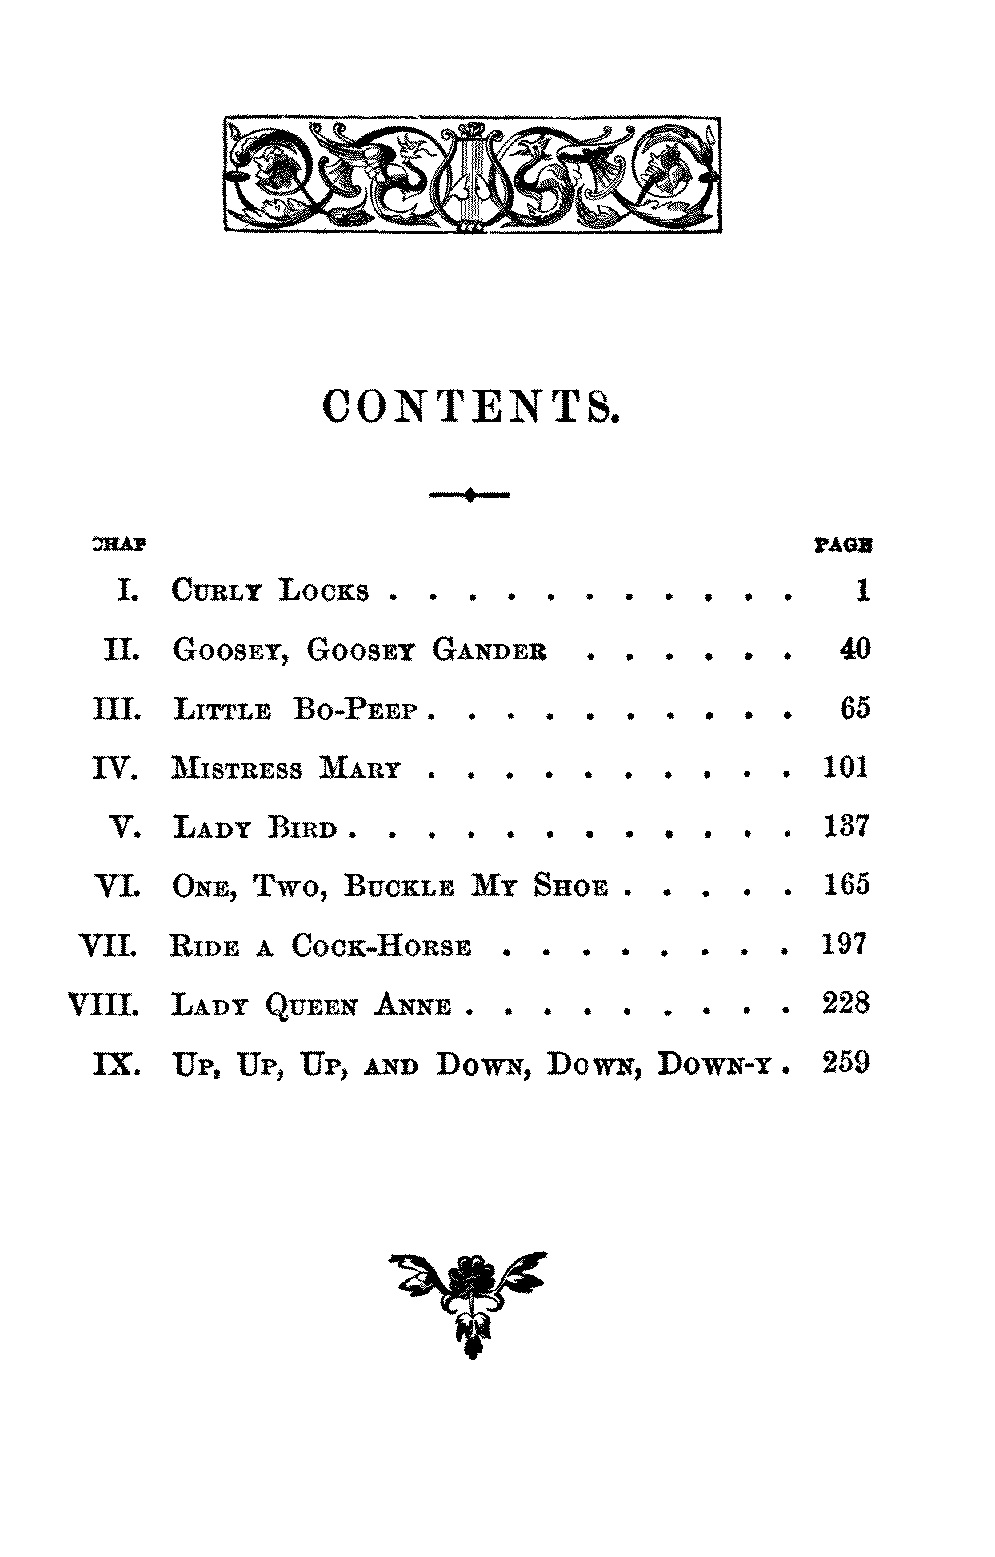 CONTENTS.
CHAP PAGE
I. CURLY LOCKS . . . . . . . . . . . 1
II. GOOSEY, GOOSEY GANDER . . . . . . 40
III. LITTLE BO-PEEP . . . . . . . . . . 65
IV. MISTRESS MARY . . . . . . . . . . 101
V. LADY BIRD . . . . . . . . . . . . 137
VI. ONE, TWO, BUCKLE MY SHOE . . . . . 165
VII. RIDE A COCK-HORSE . . . . . . . . 197
VIII. LADY QUEEN ANNE . . . . . . . . . 228
IX. UP, UP, UP, AND DOWN, DOWN, DOWN-Y . 259